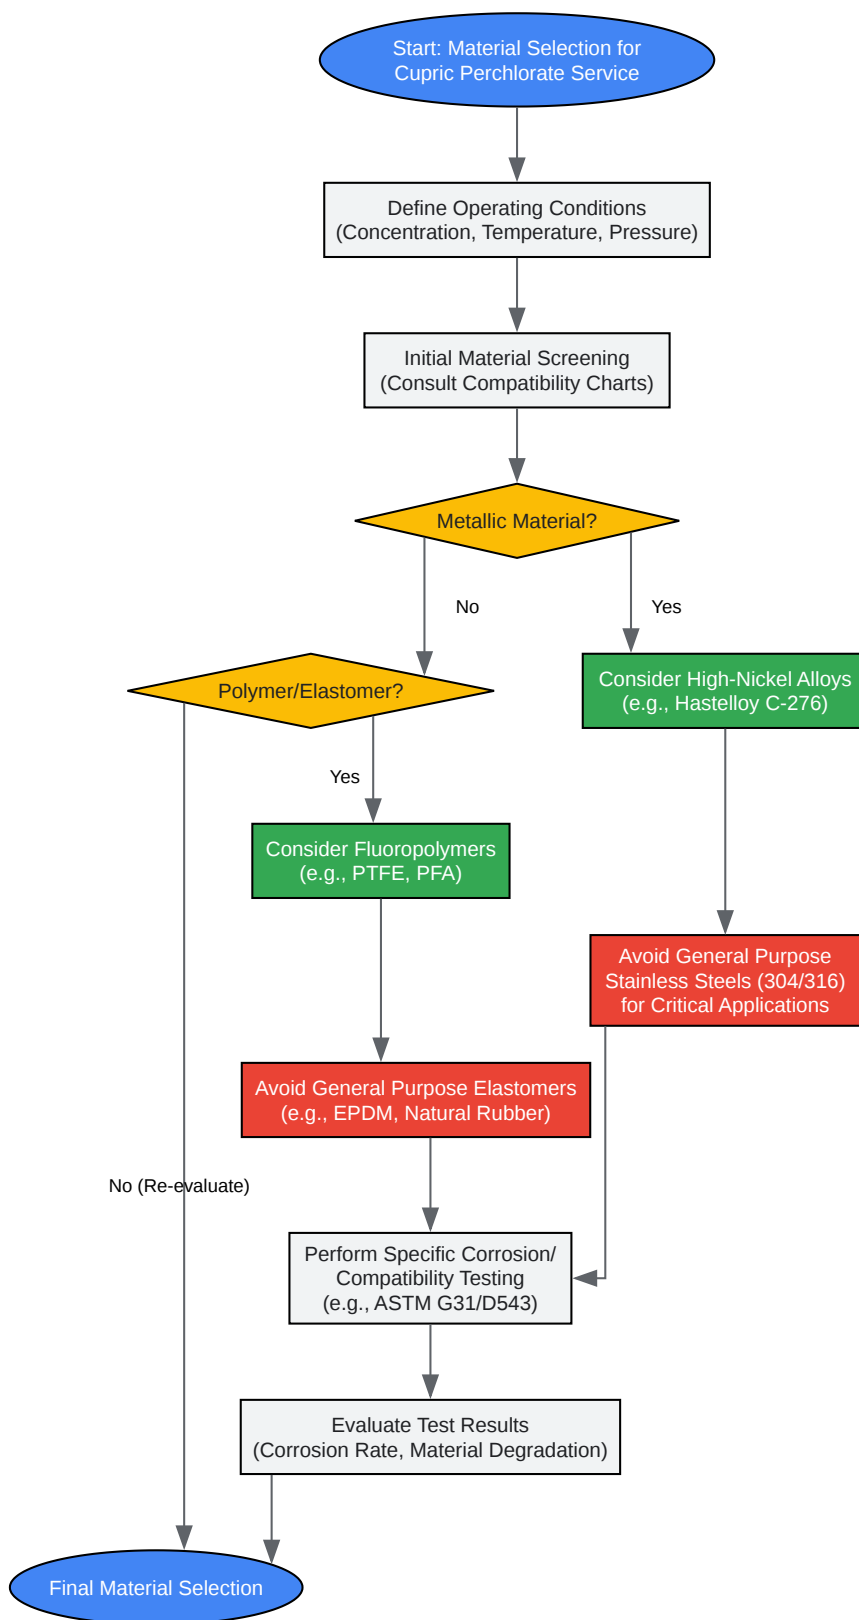 Start: Material Selection for
Cupric Perchlorate Service
Define Operating Conditions
(Concentration, Temperature, Pressure)
Initial Material Screening
(Consult Compatibility Charts)
Metallic Material?
No
Yes
Polymer/Elastomer?
Consider High-Nickel Alloys
(e.g., Hastelloy C-276)
Yes
Consider Fluoropolymers
(e.g., PTFE, PFA)
Avoid General Purpose
Stainless Steels (304/316)
for Critical Applications
Avoid General Purpose Elastomers
(e.g., EPDM, Natural Rubber)
No (Re-evaluate)
Perform Specific Corrosion/
Compatibility Testing
(e.g., ASTM G31/D543)
Evaluate Test Results
(Corrosion Rate, Material Degradation)
Final Material Selection